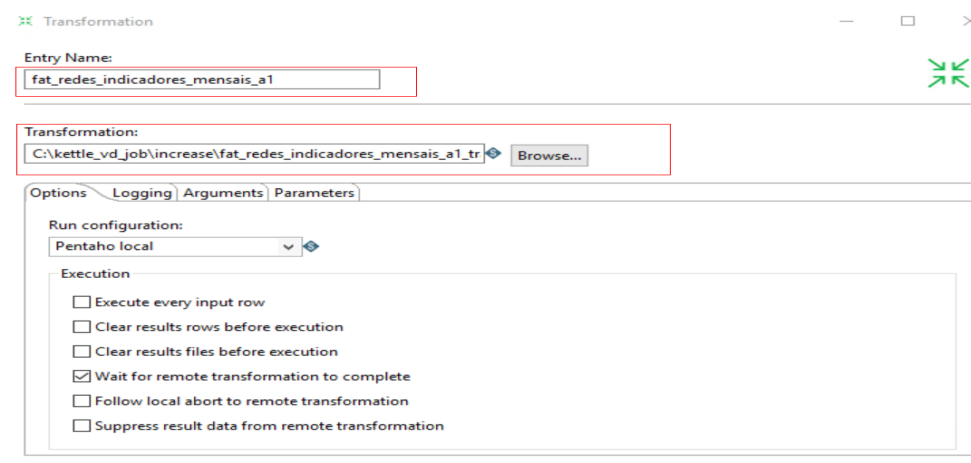 Transformation
Entry Name:
fat_redes_indicadores_mensais_a1
Transformation:
C:\kettle_vd_job\increase\fat_redes_indicadores_mensais_a1_tr
Browse...
Options Logging Arguments Parameters
Run configuration:
Pentaho local
Execution
Execute every input row
Clear results rows before execution
Clear results files before execution
Wait for remote transformation to complete
Follow local abort to remote transformation
Suppress result data from remote transformation